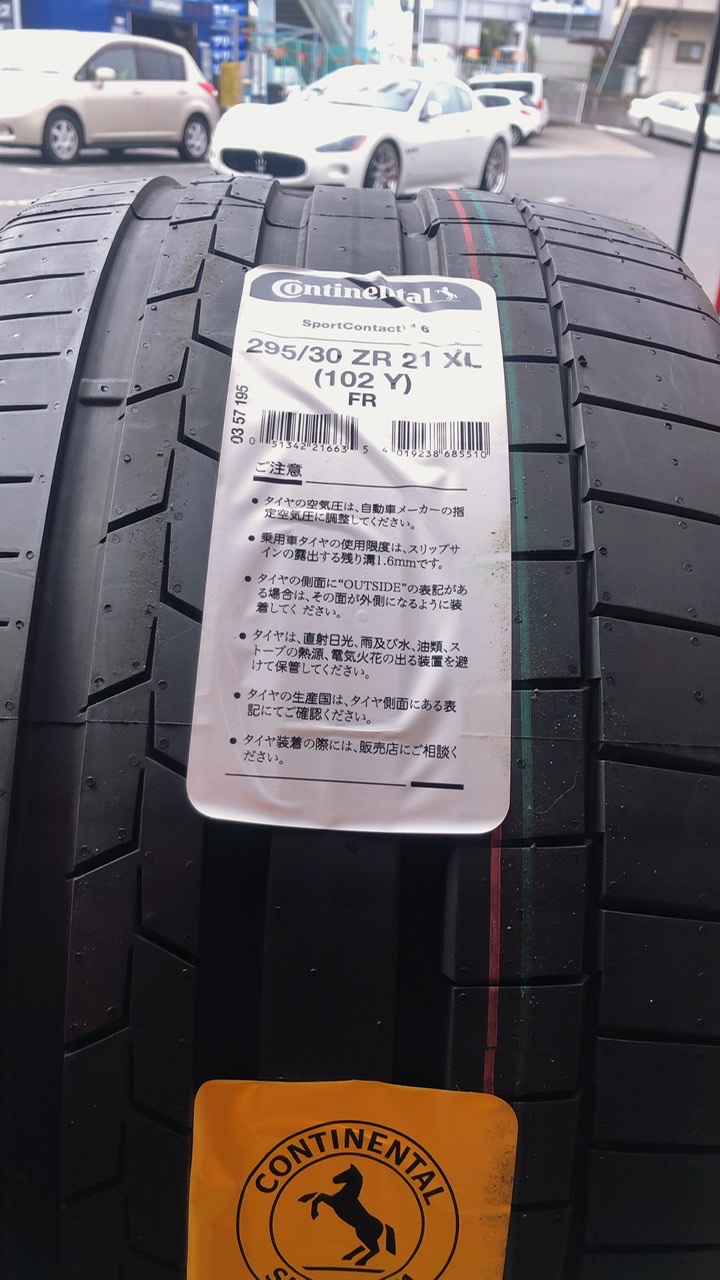 Continental
SportContact™ 6
295/30 ZR 21 XL
(102 Y)
FR
03 57 195
0 51342 21663 5
4 019238 685510
ご注意
• タイヤの空気圧は、自動車メーカーの指
定空気圧に調整してください。
• 乗用車タイヤの使用限度は、スリップサ
インの露出する残り溝1.6mmです。
• タイヤの側面に“OUTSIDE”の表記があ
る場合は、その面が外側になるように装
着してく ださい。
• タイヤは、直射日光、雨及び水、油類、ス
トーブの熱源、電気火花の出る装置を避
けて保管してください。
• タイヤの生産国は、タイヤ側面にある表
記にてご確認ください。
• タイヤ装着の際には、販売店にご相談く
ださい。
CONTINENTAL